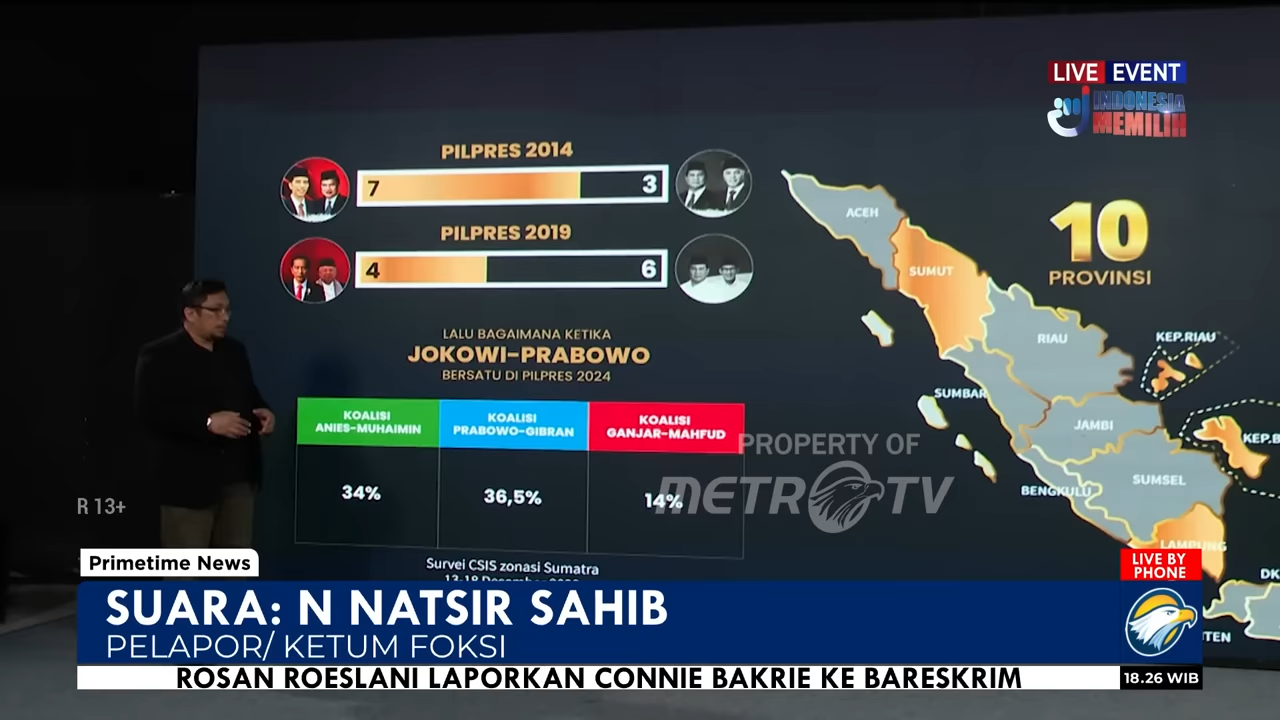 LIVE EVENT
INDONESIA
MEMILIH
PILPRES 2014
7
3
PILPRES 2019
4
6
LALU BAGAIMANA KETIKA
JOKOWI-PRABOWO
BERSATU DI PILPRES 2024
KOALISI
ANIES-MUHAIMIN
KOALISI
PRABOWO-GIBRAN
KOALISI
GANJAR-MAHFUD
34%
36,5%
14%
Survei CSIS zonasi Sumatra
10
PROVINSI
ACEH
SUMUT
RIAU
KEP.RIAU
SUMBAR
JAMBI
KEP.B
SUMSEL
BENGKULU
LAMPUNG
DK
TEN
PROPERTY OF
METRO TV
R 13+
Primetime News
LIVE BY
PHONE
SUARA: N NATSIR SAHIB
PELAPOR/ KETUM FOKSI
ROSAN ROESLANI LAPORKAN CONNIE BAKRIE KE BARESKRIM
18.26 WIB